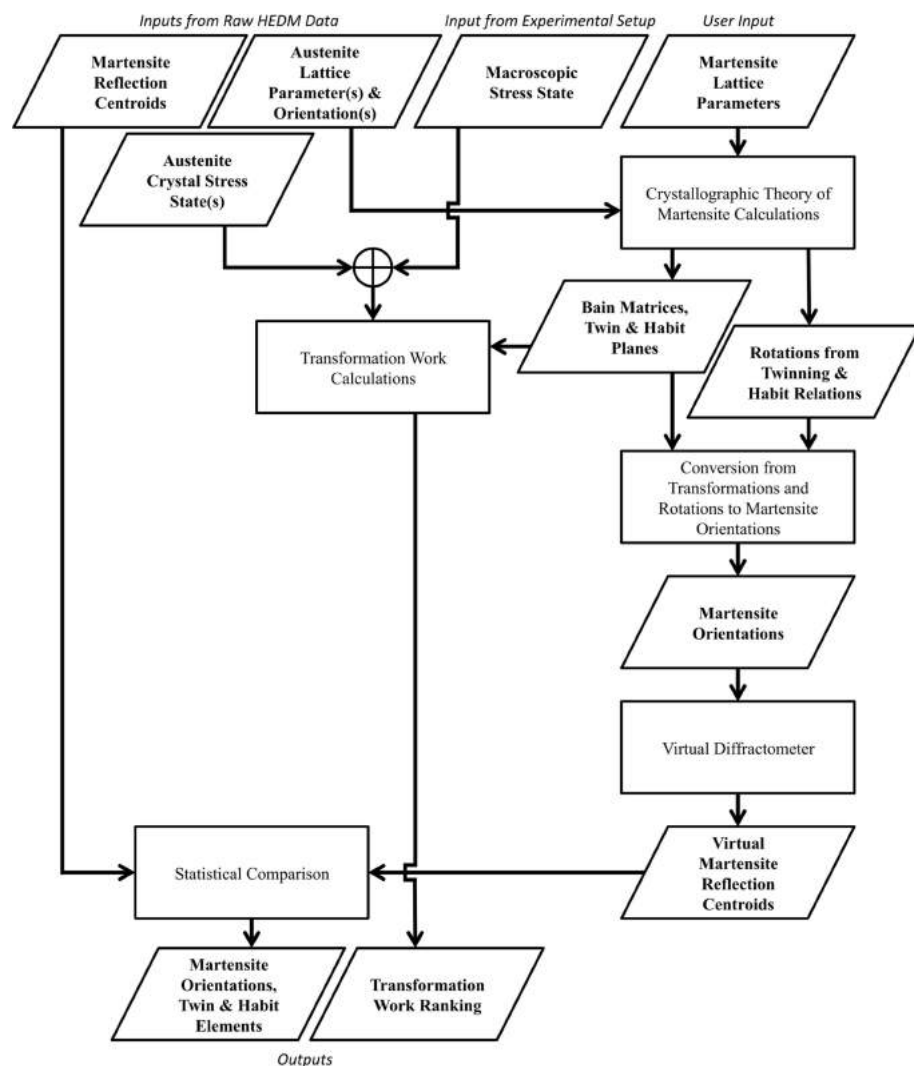 Inputs from Raw HEDM Data
Input from Experimental Setup
User Input
Martensite
Reflection
Centroids
Austenite
Lattice
Parameter(s) &
Orientation(s)
Macroscopic
Stress State
Martensite
Lattice
Parameters
Austenite
Crystal Stress
State(s)
Crystallographic Theory of
Martensite Calculations
Bain Matrices,
Twin & Habit
Planes
Transformation Work
Calculations
Rotations from
Twinning &
Habit Relations
Conversion from
Transformations and
Rotations to Martensite
Orientations
Martensite
Orientations
Virtual Diffractometer
Virtual
Martensite
Reflection
Centroids
Statistical Comparison
Martensite
Orientations,
Twin & Habit
Elements
Transformation
Work Ranking
Outputs